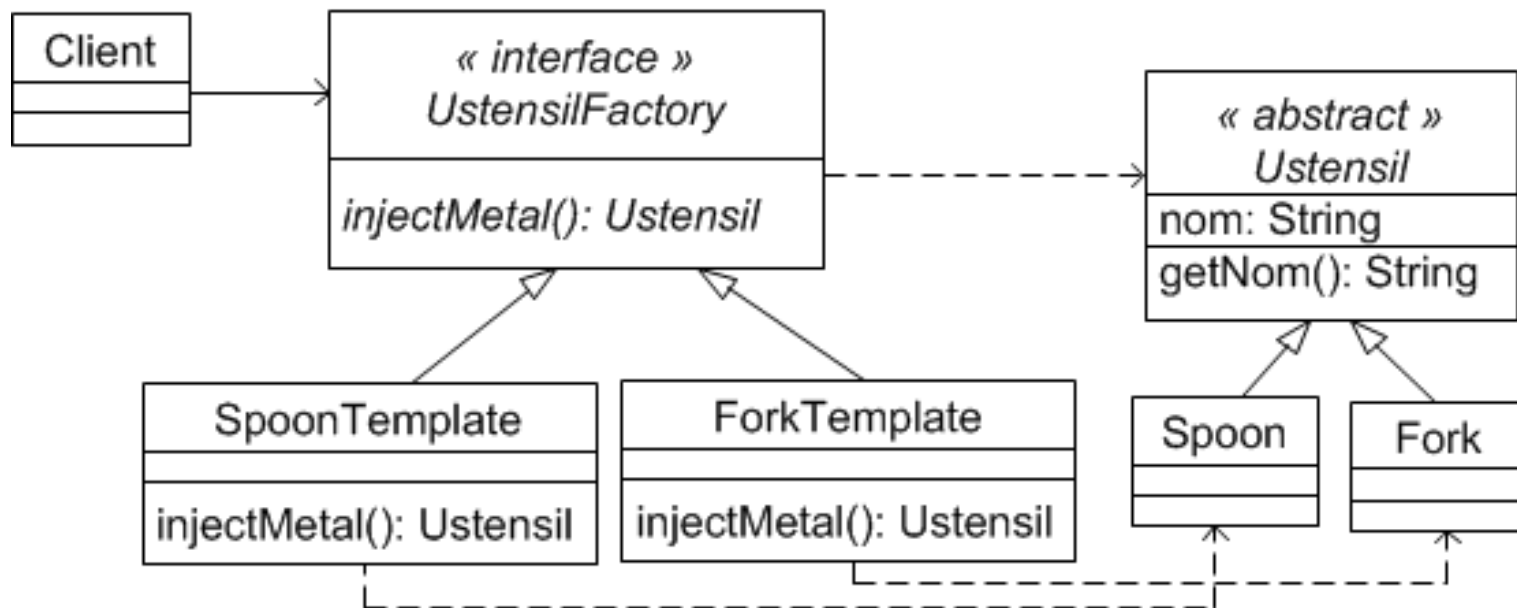 Client
« interface »
UstensilFactory
injectMetal(): Ustensil
« abstract »
Ustensil
nom: String
getNom(): String
SpoonTemplate
injectMetal(): Ustensil
ForkTemplate
injectMetal(): Ustensil
Spoon
Fork